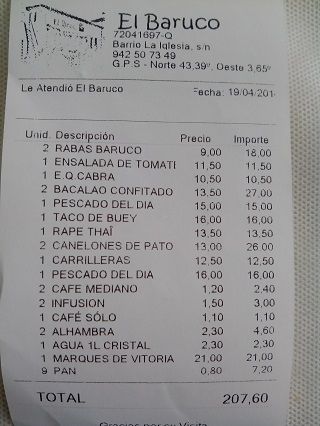 El Baruco
72041697-Q
Barrio La Iglesia, s/n
942 50 73 49
G.P.S - Norte 43,39º, Oeste 3,65º
Le Atendió El Baruco Fecha: 19/04/201
Unid. Descripción Precio Importe
2 RABAS BARUCO 9,00 18,00
1 ENSALADA DE TOMATE 11,50 11,50
1 E.Q CABRA 10,50 10,50
2 BACALAO CONFITADO 13,50 27,00
1 PESCADO DEL DIA 15,00 15,00
1 TACO DE BUEY 16,00 16,00
1 RAPE THAÎ 13,50 13,50
2 CANELONES DE PATO 13,00 26,00
1 CARRILLERAS 12,50 12,50
1 PESCADO DEL DIA 16,00 16,00
2 CAFE MEDIANO 1,20 2,40
2 INFUSION 1,50 3,00
1 CAFÉ SÓLO 1,10 1,10
2 ALHAMBRA 2,30 4,60
1 AGUA 1L CRISTAL 2,30 2,30
1 MARQUES DE VITORIA 21,00 21,00
9 PAN 0,80 7,20
TOTAL 207,60
Gracias por su Visita